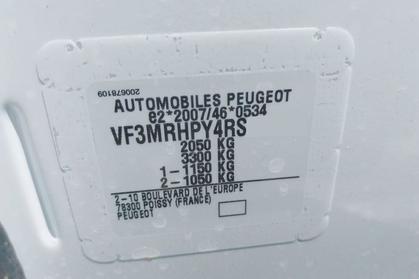 200678109
AUTOMOBILES PEUGEOT
e2*2007/46*0534
VF3MRHPY4RS
2050 KG
3300 KG
1-1150 KG
2-1050 KG
2-10 BOULEVARD DE L'EUROPE
78300 POISSY (FRANCE)
PEUGEOT